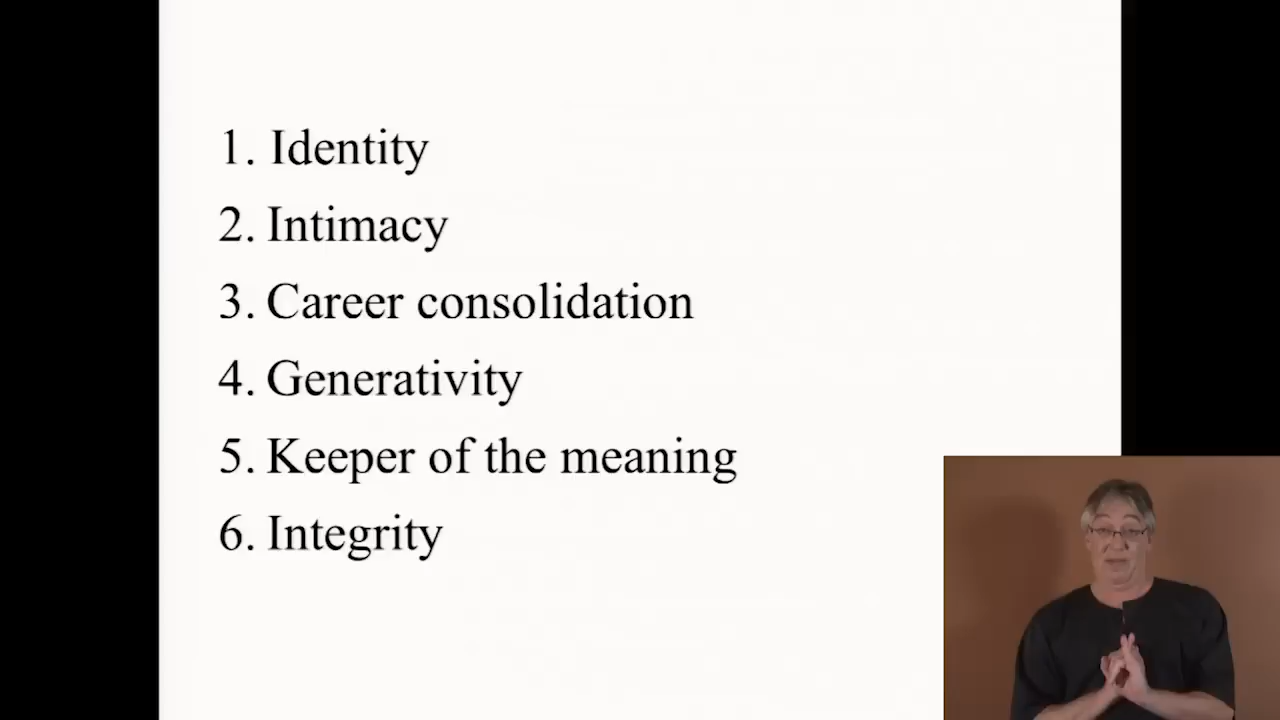 1. Identity
2. Intimacy
3. Career consolidation
4. Generativity
5. Keeper of the meaning
6. Integrity